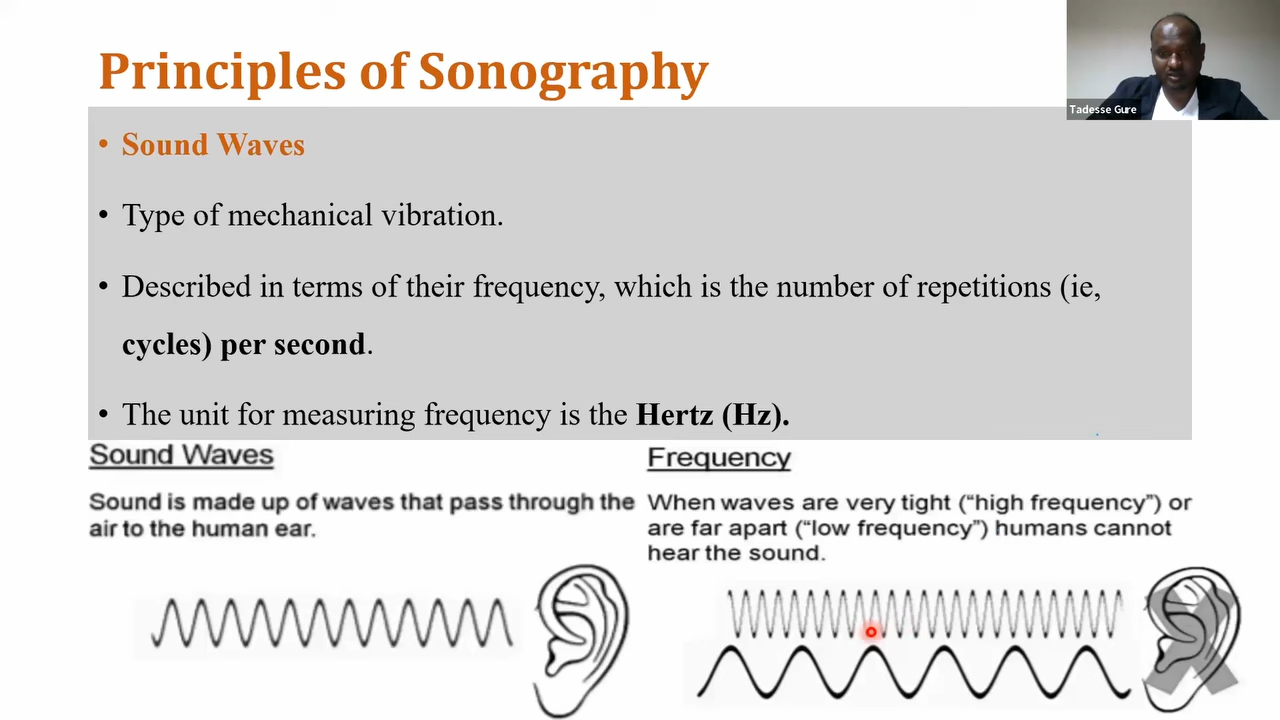 Principles of Sonography
Tadesse Gure
• Sound Waves
• Type of mechanical vibration.
• Described in terms of their frequency, which is the number of repetitions (ie,
cycles) per second.
• The unit for measuring frequency is the Hertz (Hz).
Sound Waves
Sound is made up of waves that pass through the
air to the human ear.
Frequency
When waves are very tight (“high frequency”) or
are far apart (“low frequency”) humans cannot
hear the sound.